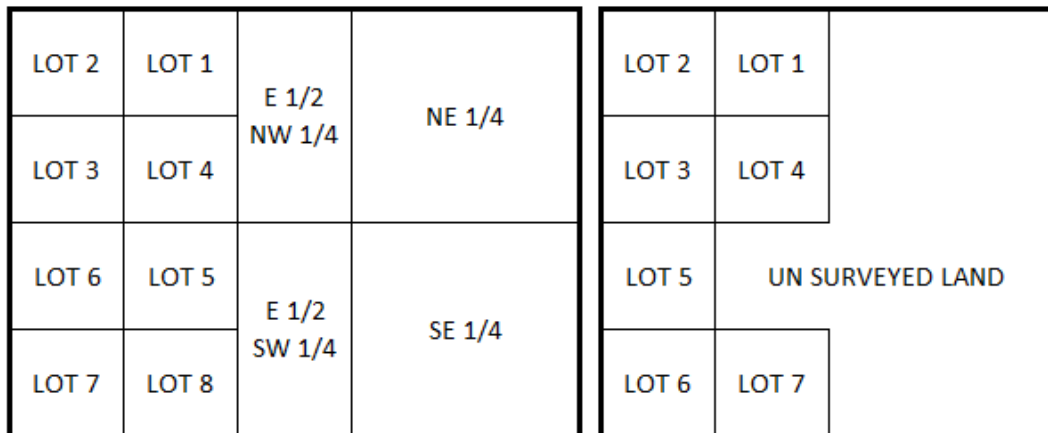 LOT 2
LOT 1
E 1/2
NW 1/4
NE 1/4
LOT 3
LOT 4
LOT 6
LOT 5
E 1/2
SW 1/4
SE 1/4
LOT 7
LOT 8
LOT 2
LOT 1
LOT 3
LOT 4
LOT 5
UN SURVEYED LAND
LOT 6
LOT 7